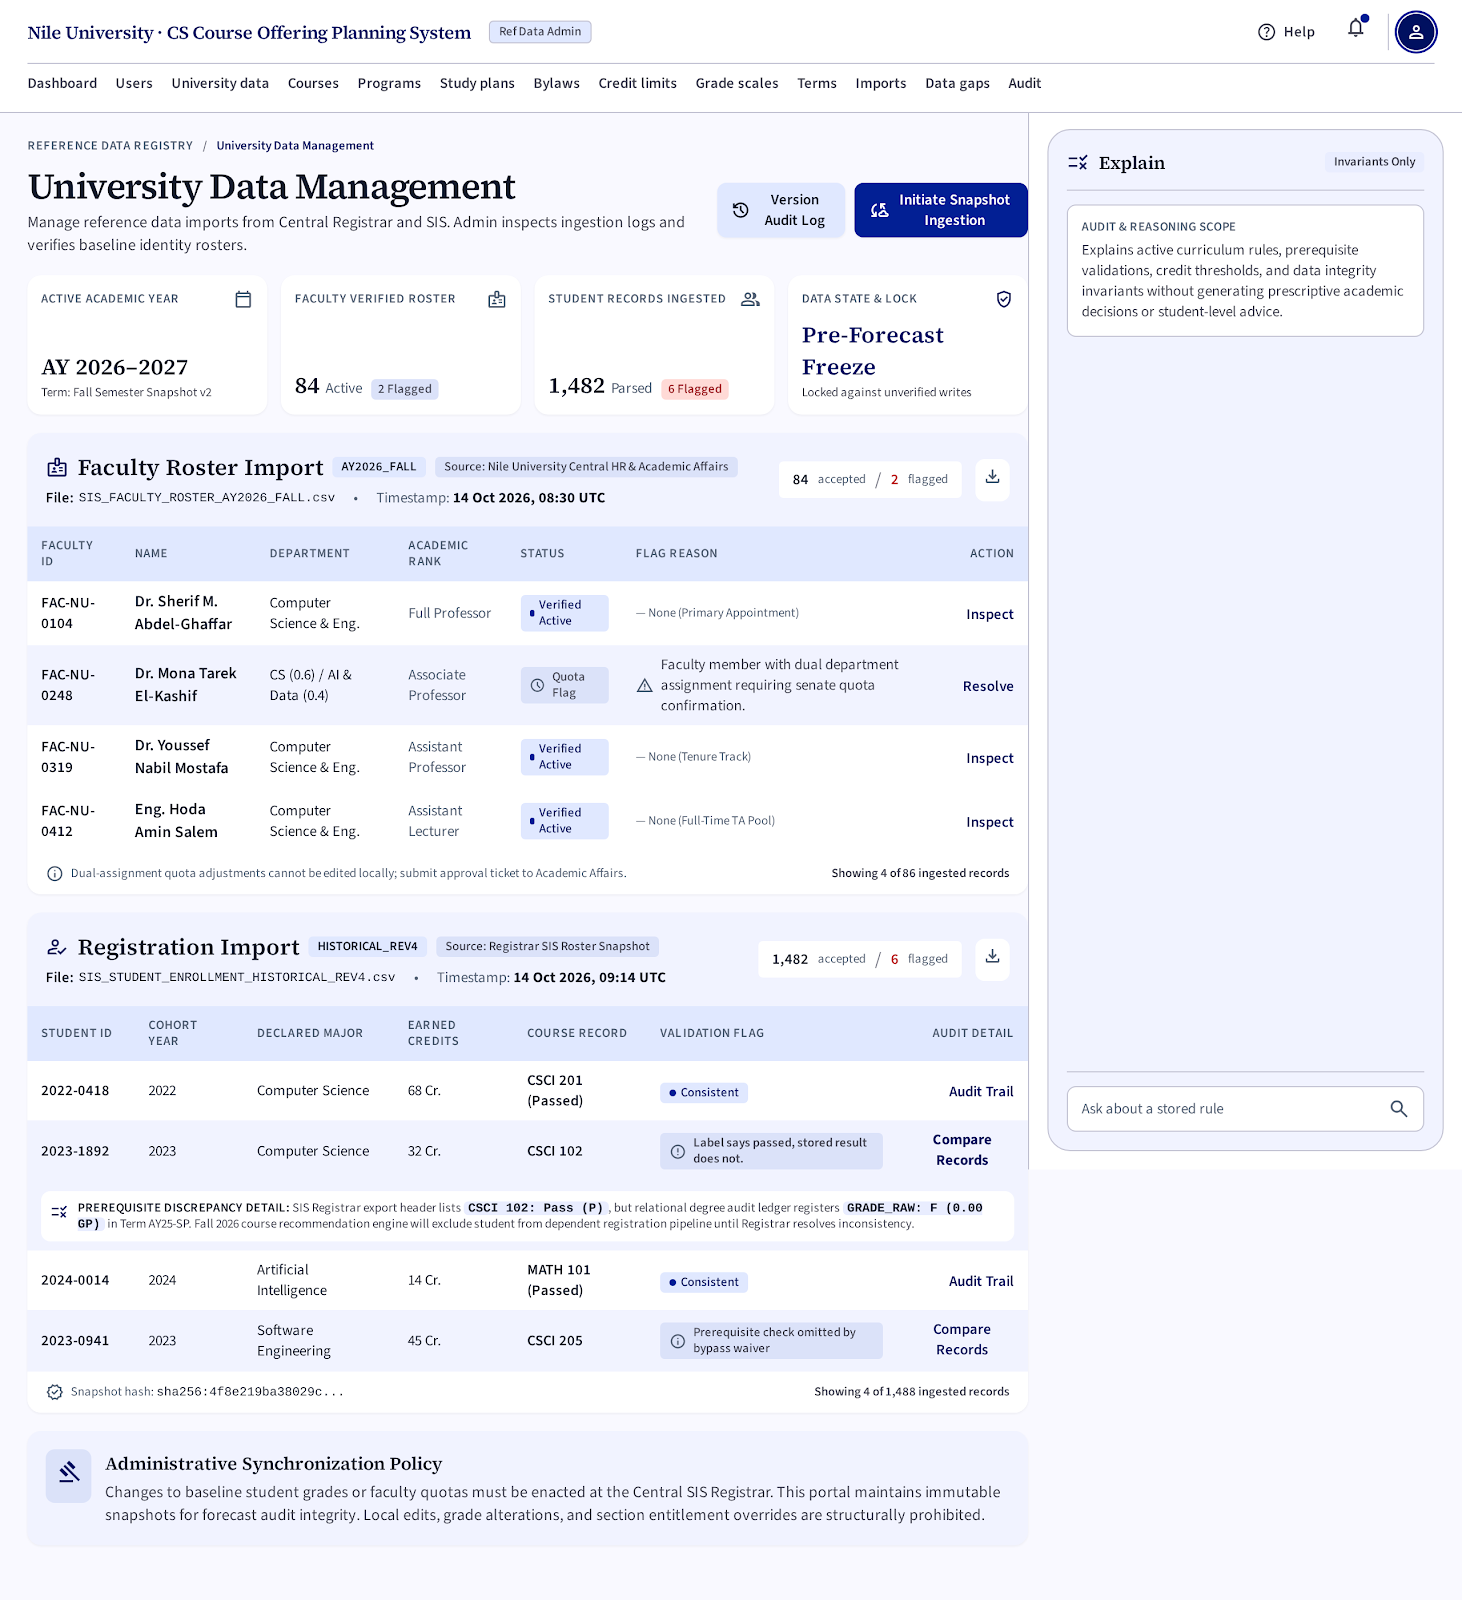 Nile University · CS Course Offering Planning System
Ref Data Admin
Help
Dashboard Users University data Courses Programs Study plans Bylaws Credit limits Grade scales Terms Imports Data gaps Audit
REFERENCE DATA REGISTRY / University Data Management
University Data Management
Manage reference data imports from Central Registrar and SIS. Admin inspects ingestion logs and
verifies baseline identity rosters.
Version
Audit Log
Initiate Snapshot
Ingestion
ACTIVE ACADEMIC YEAR
AY 2026–2027
Term: Fall Semester Snapshot v2
FACULTY VERIFIED ROSTER
84 Active 2 Flagged
STUDENT RECORDS INGESTED
1,482 Parsed 6 Flagged
DATA STATE & LOCK
Pre-Forecast
Freeze
Locked against unverified writes
Faculty Roster Import AY2026_FALL Source: Nile University Central HR & Academic Affairs
File: SIS_FACULTY_ROSTER_AY2026_FALL.csv • Timestamp: 14 Oct 2026, 08:30 UTC
84 accepted / 2 flagged
FACULTY
ID
NAME
DEPARTMENT
ACADEMIC
RANK
STATUS
FLAG REASON
ACTION
FAC-NU-
0104
Dr. Sherif M.
Abdel-Ghaffar
Computer
Science & Eng.
Full Professor
Verified
Active
— None (Primary Appointment)
Inspect
FAC-NU-
0248
Dr. Mona Tarek
El-Kashif
CS (0.6) / AI &
Data (0.4)
Associate
Professor
Quota
Flag
Faculty member with dual department
assignment requiring senate quota
confirmation.
Resolve
FAC-NU-
0319
Dr. Youssef
Nabil Mostafa
Computer
Science & Eng.
Assistant
Professor
Verified
Active
— None (Tenure Track)
Inspect
FAC-NU-
0412
Eng. Hoda
Amin Salem
Computer
Science & Eng.
Assistant
Lecturer
Verified
Active
— None (Full-Time TA Pool)
Inspect
Dual-assignment quota adjustments cannot be edited locally; submit approval ticket to Academic Affairs.
Showing 4 of 86 ingested records
Registration Import HISTORICAL_REV4 Source: Registrar SIS Roster Snapshot
File: SIS_STUDENT_ENROLLMENT_HISTORICAL_REV4.csv • Timestamp: 14 Oct 2026, 09:14 UTC
1,482 accepted / 6 flagged
STUDENT ID
COHORT
YEAR
DECLARED MAJOR
EARNED
CREDITS
COURSE RECORD
VALIDATION FLAG
AUDIT DETAIL
2022-0418
2022
Computer Science
68 Cr.
CSCI 201
(Passed)
Consistent
Audit Trail
2023-1892
2023
Computer Science
32 Cr.
CSCI 102
Label says passed, stored result
does not.
Compare
Records
PREREQUISITE DISCREPANCY DETAIL: SIS Registrar export header lists CSCI 102: Pass (P), but relational degree audit ledger registers GRADE_RAW: F (0.00
GP) in Term AY25-SP. Fall 2026 course recommendation engine will exclude student from dependent registration pipeline until Registrar resolves inconsistency.
2024-0014
2024
Artificial
Intelligence
14 Cr.
MATH 101
(Passed)
Consistent
Audit Trail
2023-0941
2023
Software
Engineering
45 Cr.
CSCI 205
Prerequisite check omitted by
bypass waiver
Compare
Records
Snapshot hash: sha256:4f8e219ba38029c...
Showing 4 of 1,488 ingested records
Administrative Synchronization Policy
Changes to baseline student grades or faculty quotas must be enacted at the Central SIS Registrar. This portal maintains immutable
snapshots for forecast audit integrity. Local edits, grade alterations, and section entitlement overrides are structurally prohibited.
Explain
Invariants Only
AUDIT & REASONING SCOPE
Explains active curriculum rules, prerequisite
validations, credit thresholds, and data integrity
invariants without generating prescriptive academic
decisions or student-level advice.
Ask about a stored rule